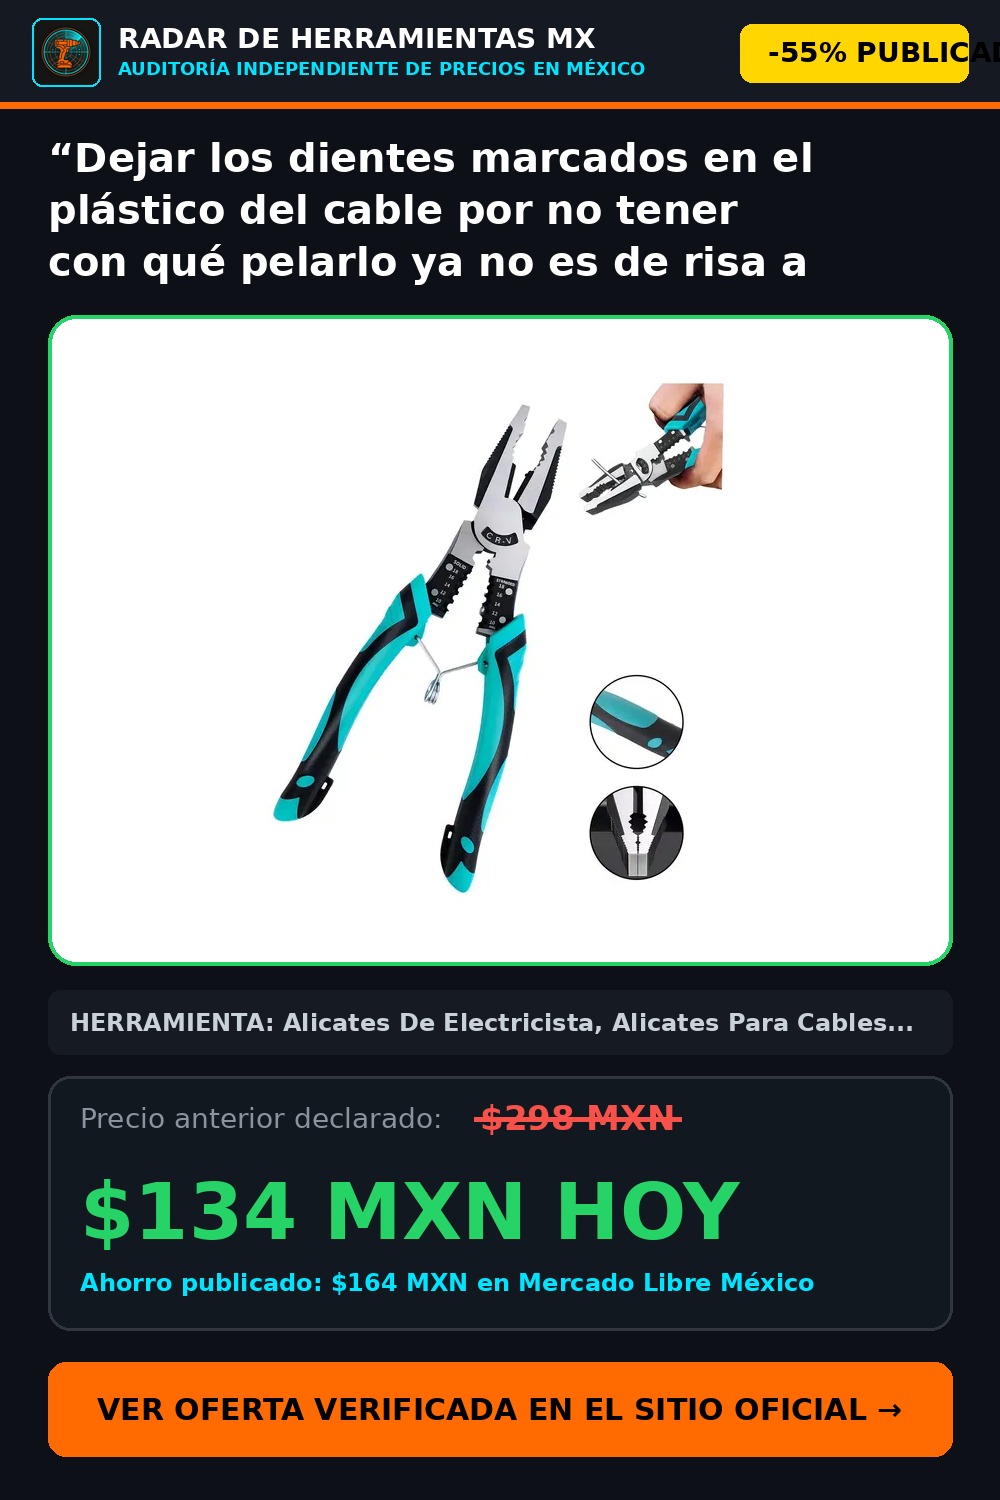 RADAR DE HERRAMIENTAS MX
AUDITORÍA INDEPENDIENTE DE PRECIOS EN MÉXICO
-55% PUBLICA
“Dejar los dientes marcados en el
plástico del cable por no tener
con qué pelarlo ya no es de risa a
CR-V
HERRAMIENTA: Alicates De Electricista, Alicates Para Cables...
Precio anterior declarado: $298 MXN
$134 MXN HOY
Ahorro publicado: $164 MXN en Mercado Libre México
VER OFERTA VERIFICADA EN EL SITIO OFICIAL →